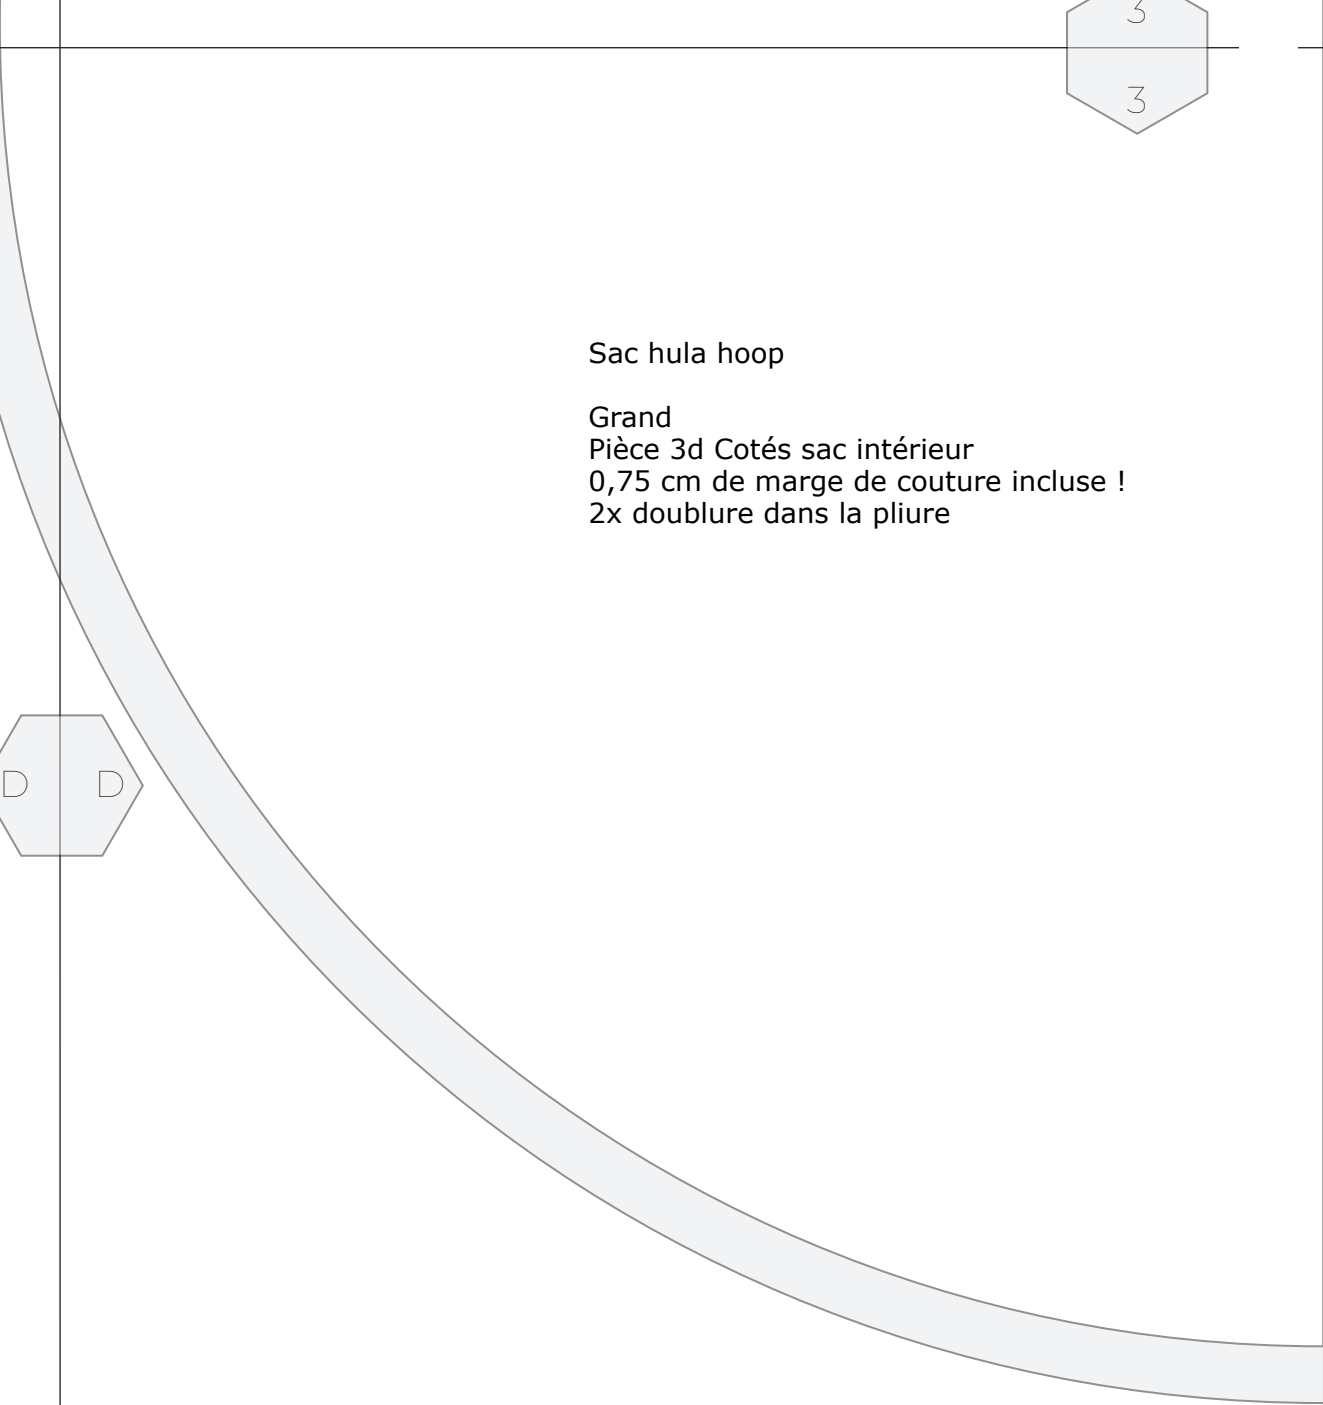 3
3
Sac hula hoop
Grand
Pièce 3d Cotés sac intérieur
0,75 cm de marge de couture incluse !
2x doublure dans la pliure
D D